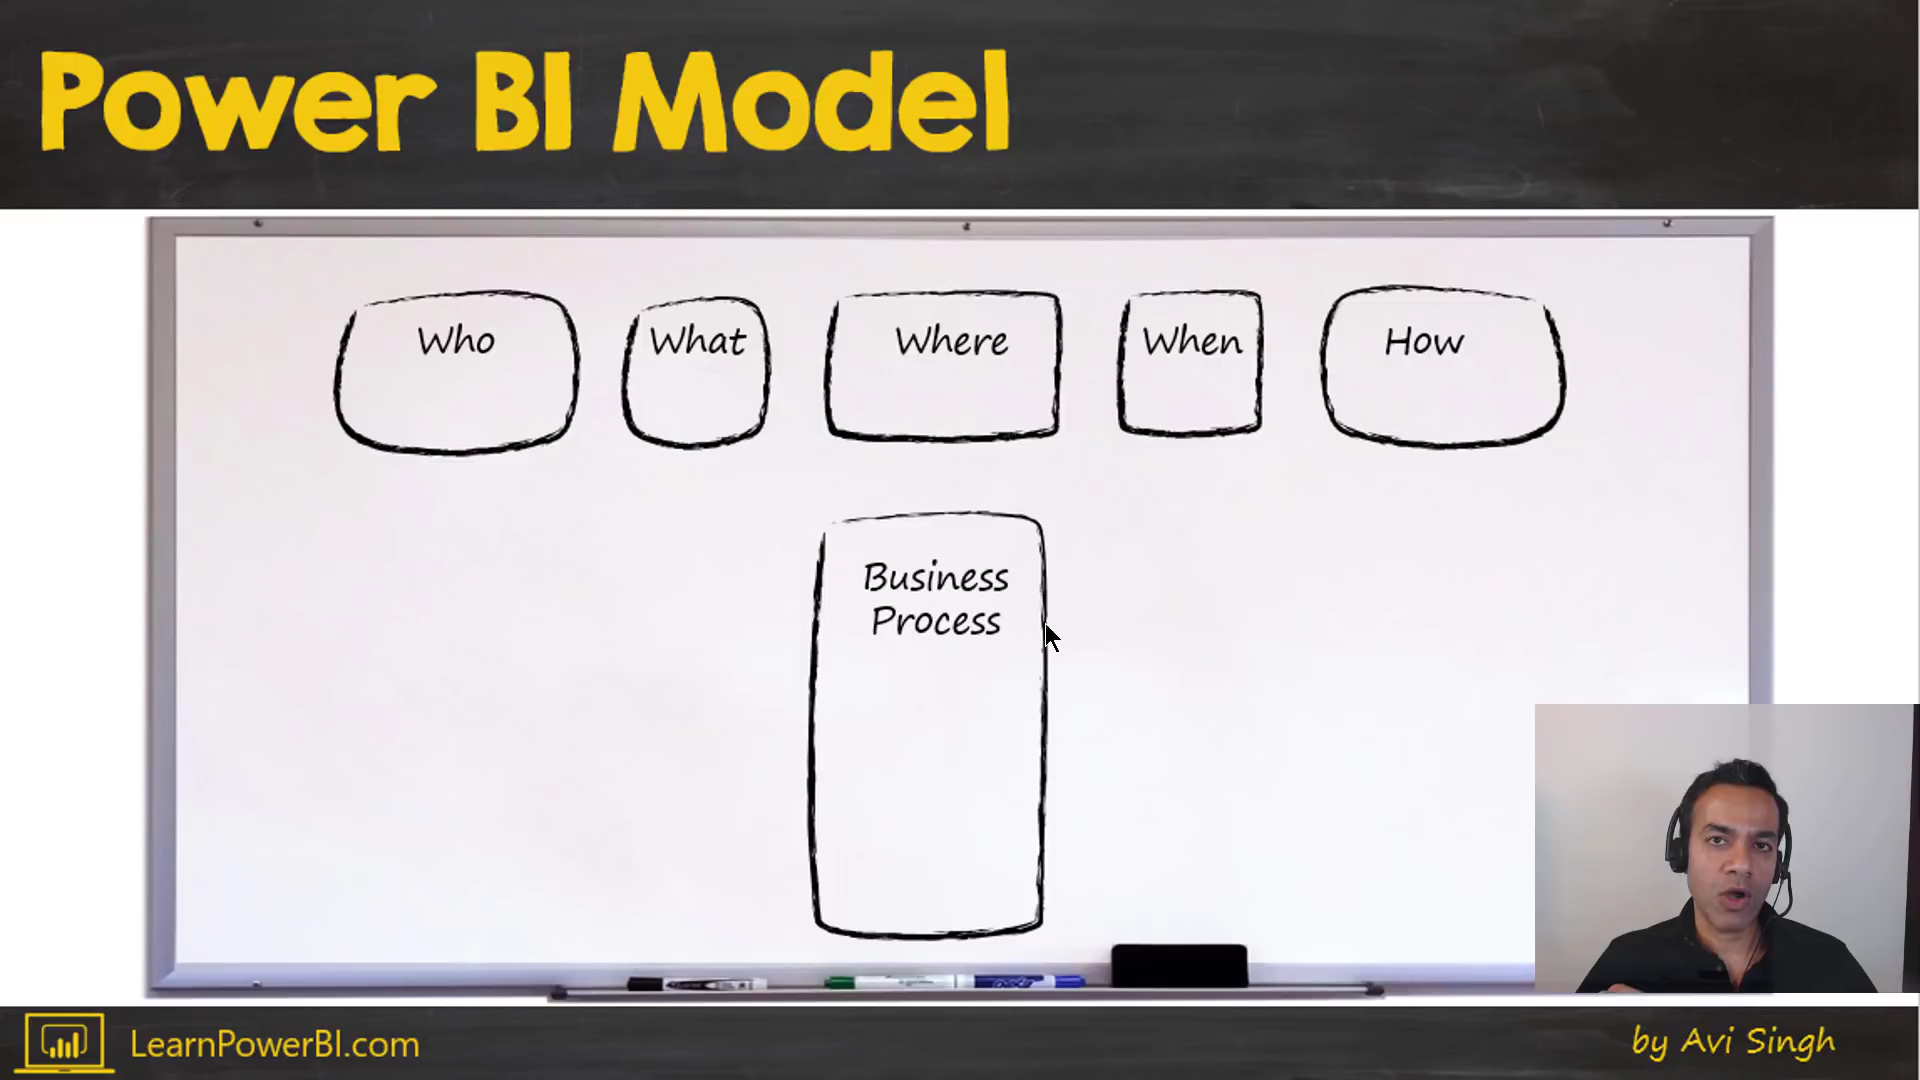 Power BI Model
Who
What
Where
When
How
Business
Process
LearnPowerBI.com
by Avi Singh